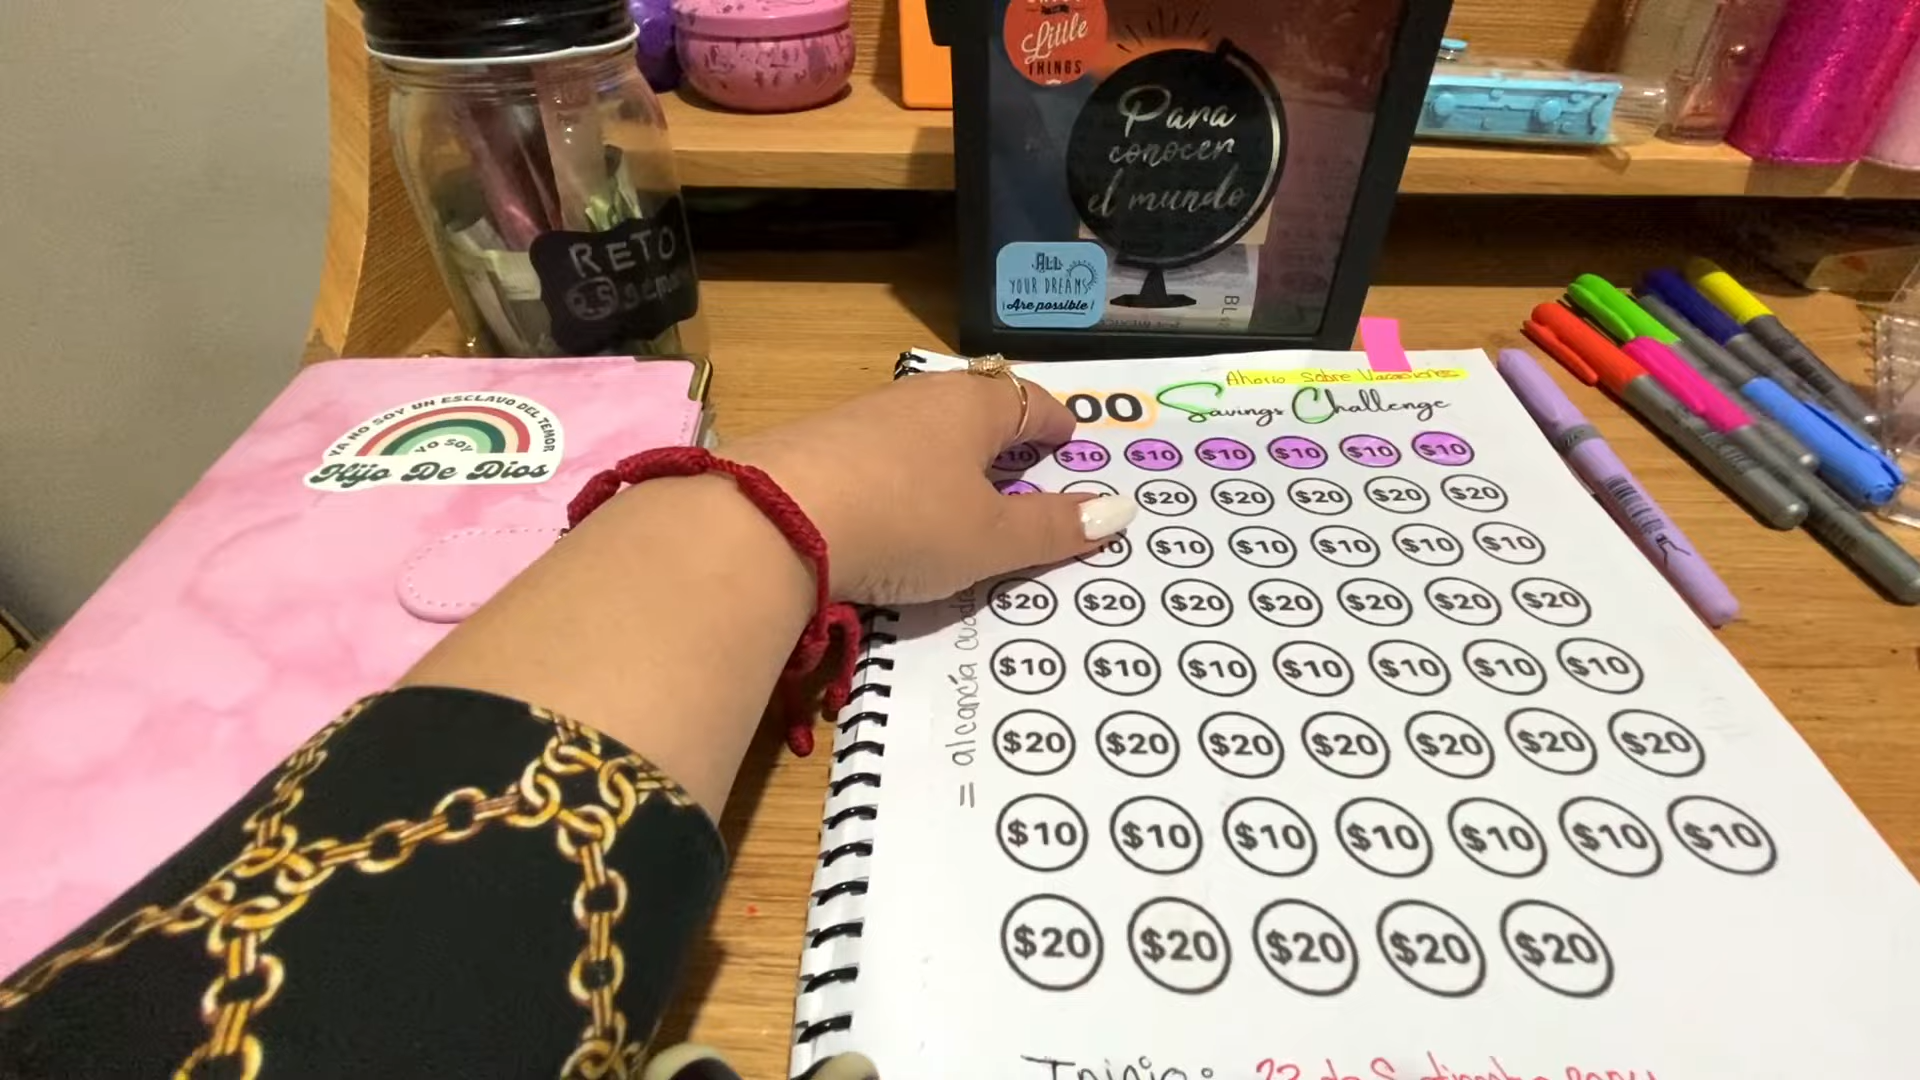 Little
THINGS
Para
conocer
el mundo
ALL
YOUR DREAMS
Are possible!
RETO
YA NO SOY UN ESCLAVO DEL TEMOR
YO SOY
Hijo De Dios
Ahorro Sobre Vacaciones
00 Savings Challenge
$10 $10 $10 $10 $10 $10 $10
$20 $20 $20 $20 $20
$10 $10 $10 $10 $10 $10
$20 $20 $20 $20 $20 $20 $20
$10 $10 $10 $10 $10 $10 $10
$20 $20 $20 $20 $20 $20 $20
$10 $10 $10 $10 $10 $10 $10
$20 $20 $20 $20 $20
= alcancía
Inicio: